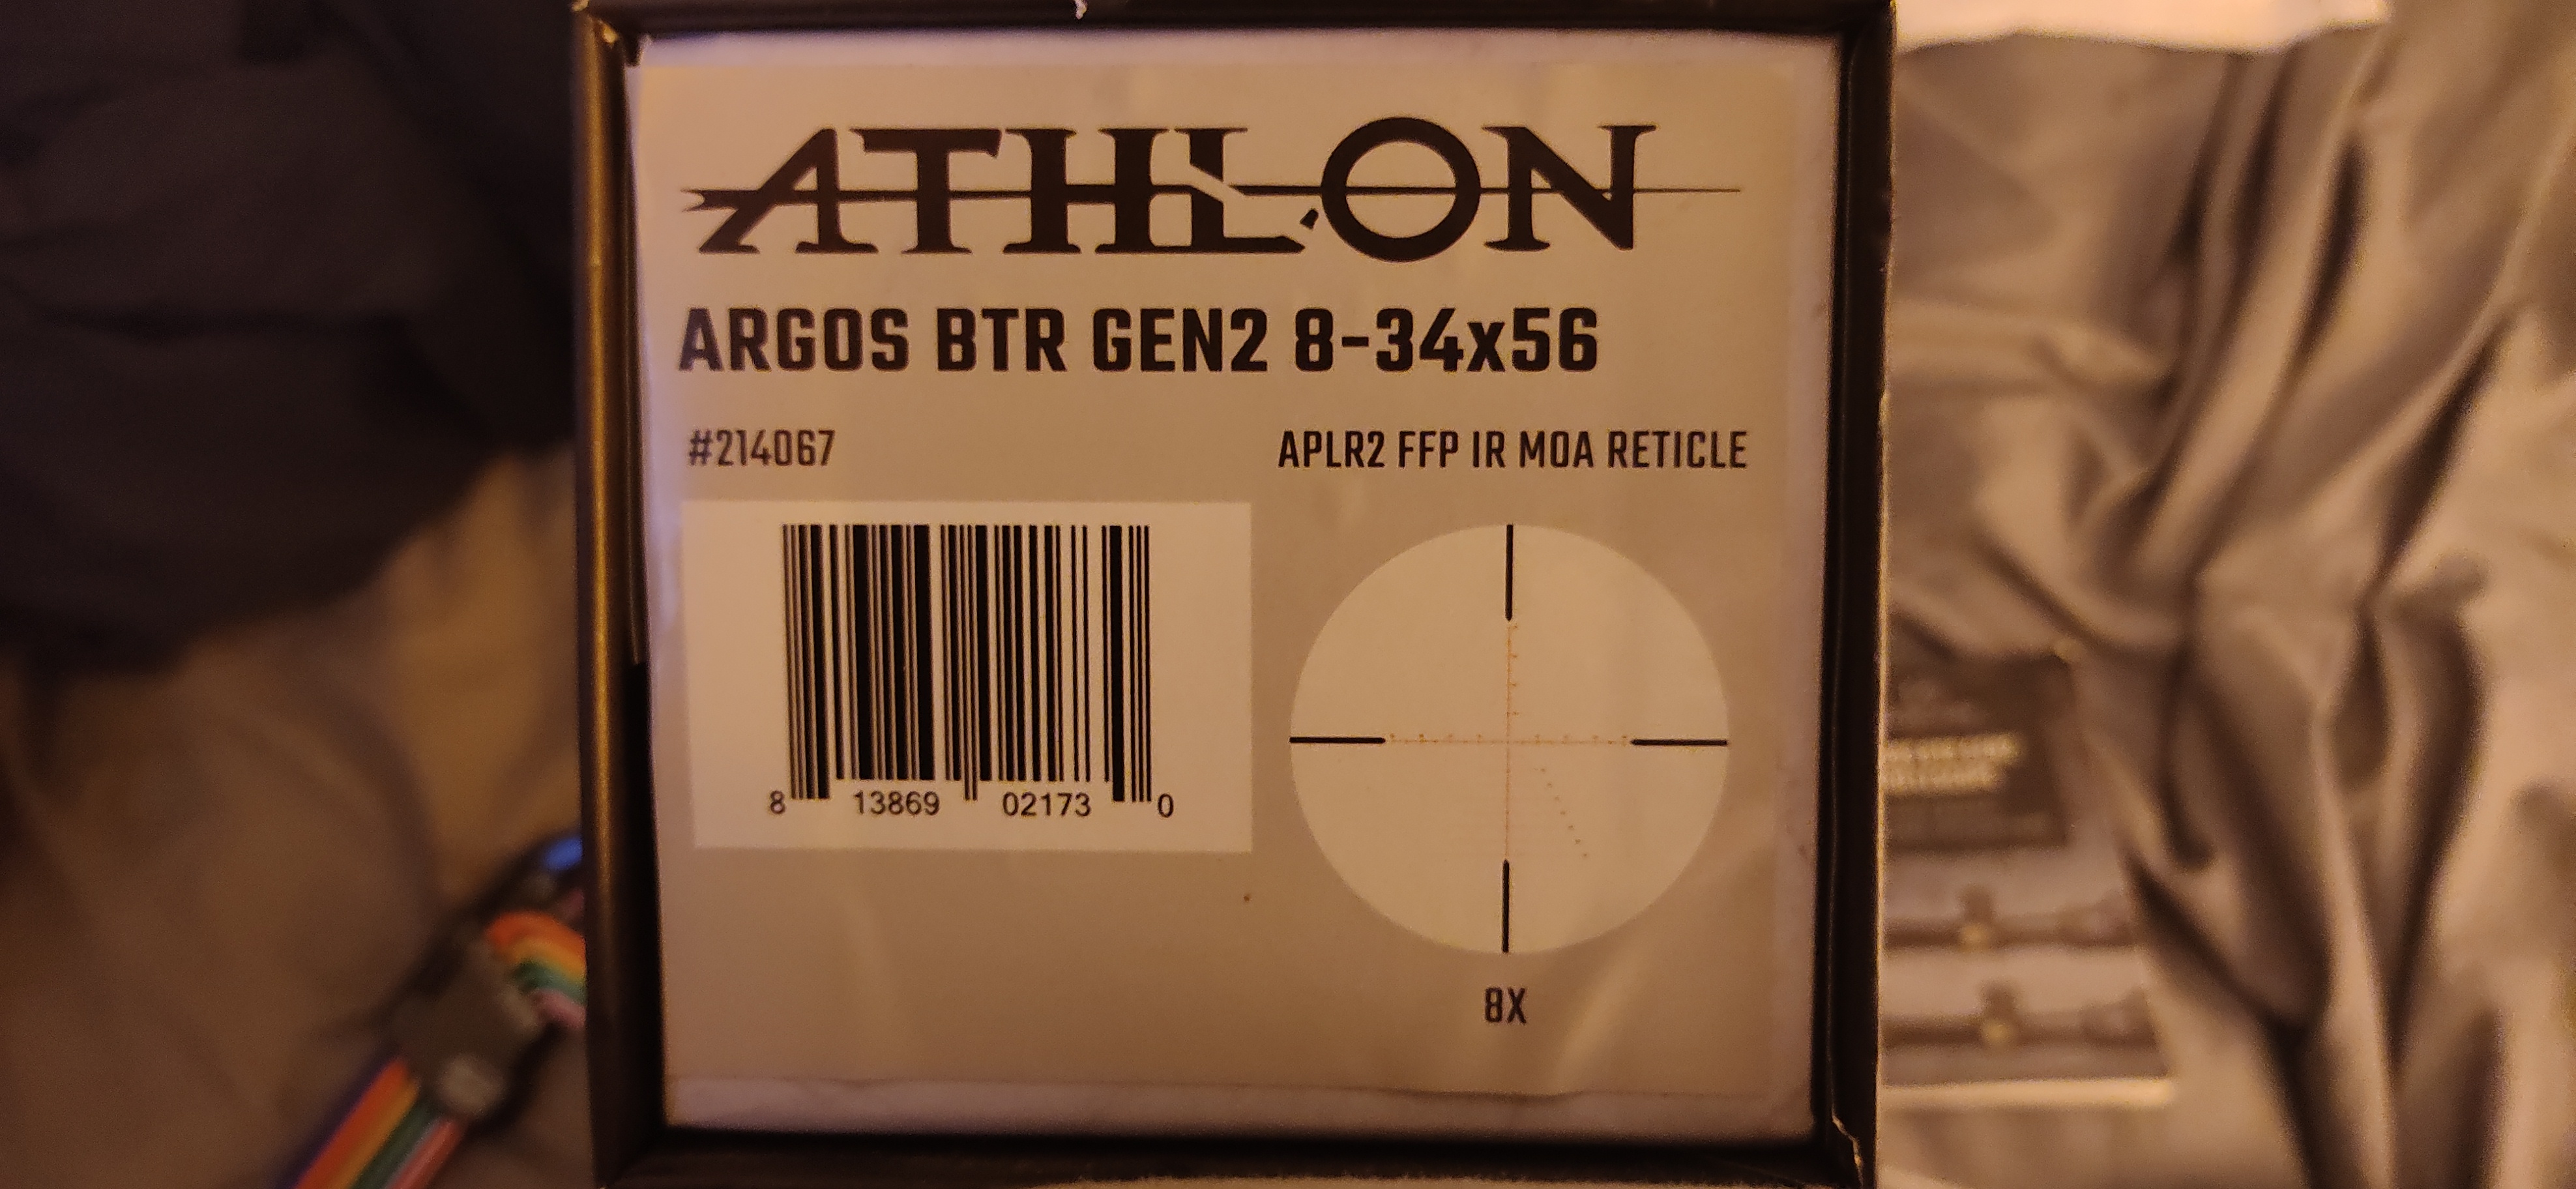 ATHLON
ARGOS BTR GEN2 8-34x56
#214067
APLR2 FFP IR MOA RETICLE
8 13869 02173 0
8X